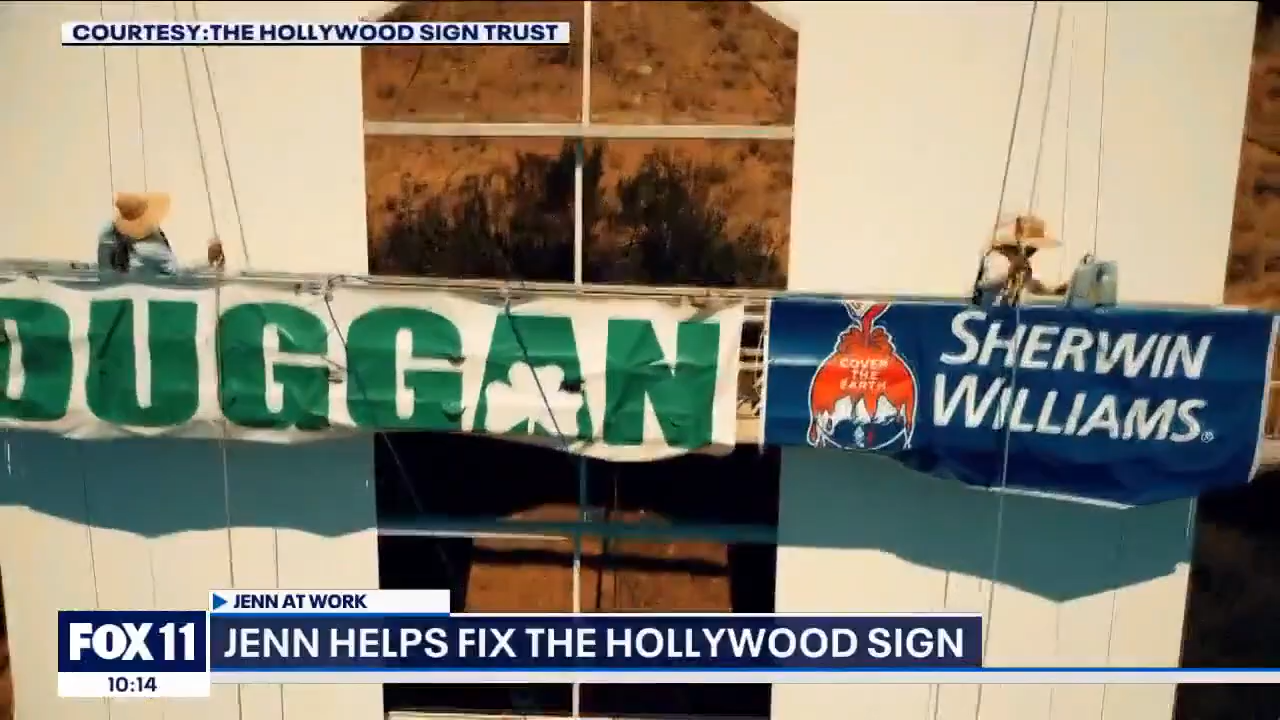 COURTESY:THE HOLLYWOOD SIGN TRUST
DUGGAN
COVER
THE
EARTH
SHERWIN
WILLIAMS®
JENN AT WORK
FOX 11
JENN HELPS FIX THE HOLLYWOOD SIGN
10:14